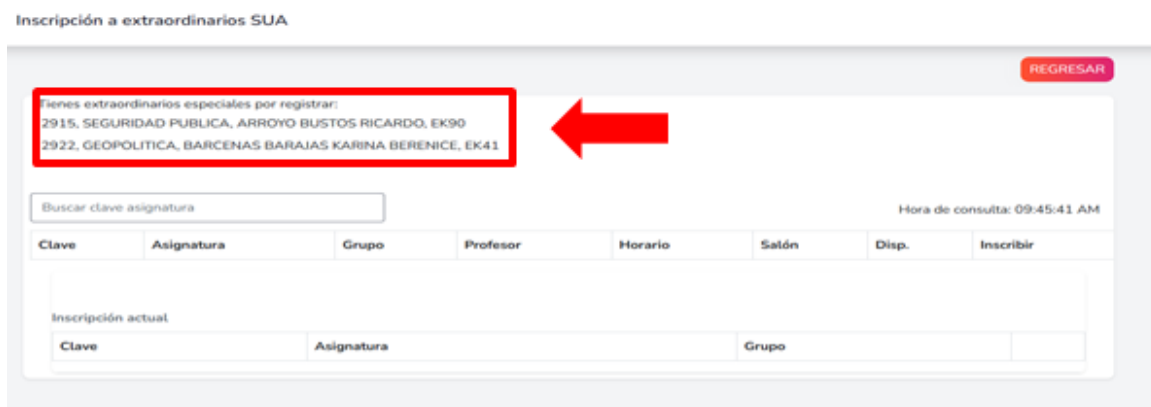 Inscripción a extraordinarios SUA
REGRESAR
Tienes extraordinarios especiales por registrar:
2915, SEGURIDAD PUBLICA, ARROYO BUSTOS RICARDO, EK90
2922, GEOPOLITICA, BARCENAS BARAJAS KARINA BERENICE, EK41
Buscar clave asignatura
Hora de consulta: 09:45:41 AM
Clave Asignatura Grupo Profesor Horario Salón Disp. Inscribir
Inscripción actual
Clave Asignatura Grupo